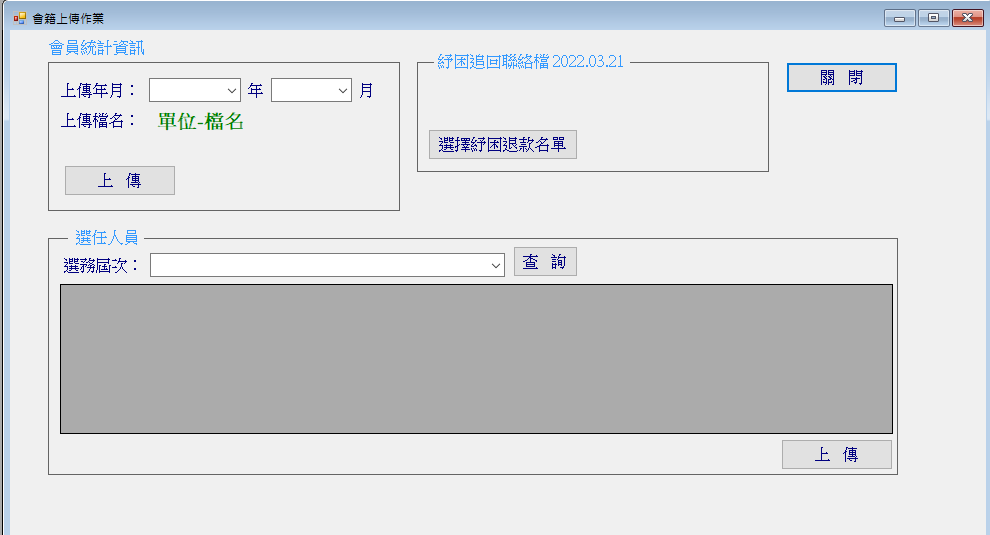 會籍上傳作業
會員統計資訊
上傳年月：
年
月
上傳檔名：
單位-檔名
上 傳
紓困追回聯絡檔 2022.03.21
選擇紓困退款名單
關 閉
選任人員
選務屆次：
查 詢
上 傳